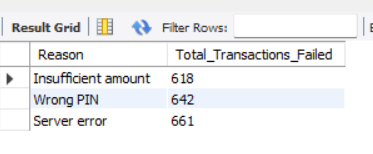 Result Grid Filter Rows:
Reason Total_Transactions_Failed
Insufficient amount 618
Wrong PIN 642
Server error 661